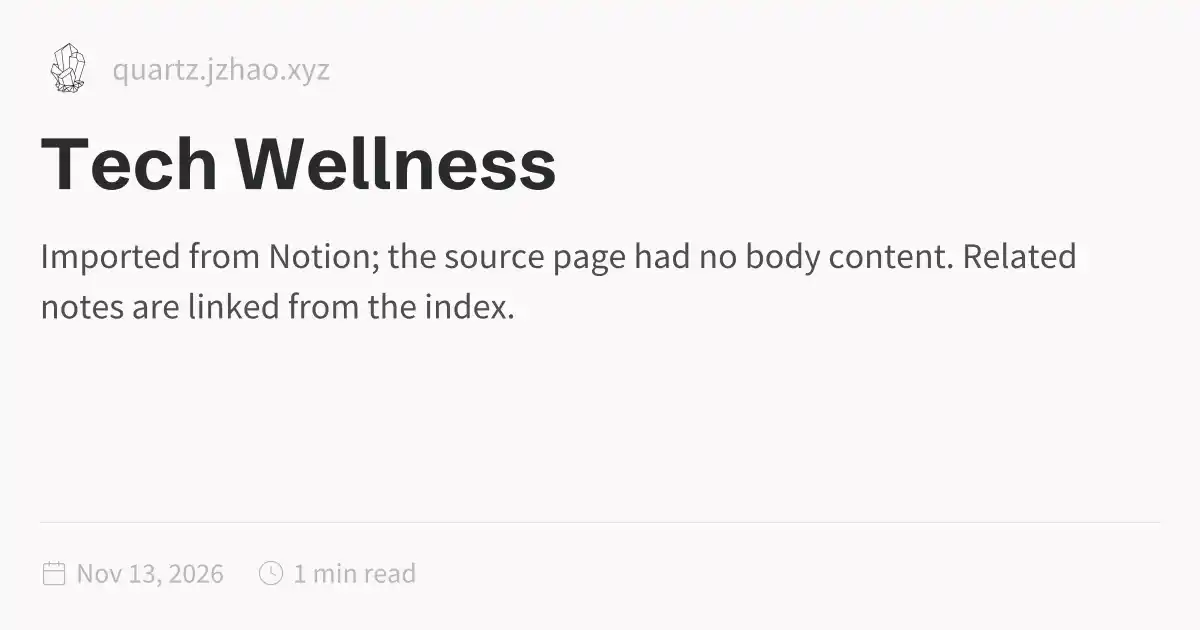 quartz.jzhao.xyz
Tech Wellness
Imported from Notion; the source page had no body content. Related
notes are linked from the index.
Nov 13, 2026 1 min read